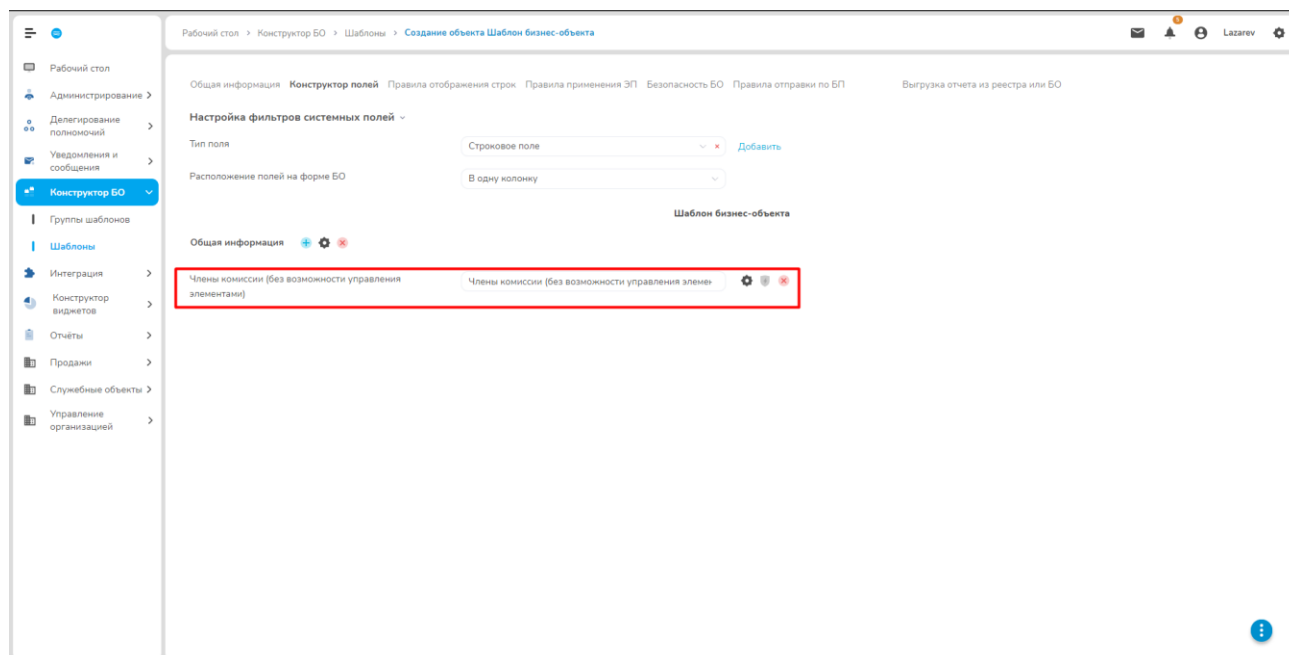 Рабочий стол > Конструктор БО > Шаблоны > Создание объекта Шаблон бизнес-объекта
9
Lazarev
Рабочий стол
Администрирование
Делегирование
полномочий
Уведомления и
сообщения
Конструктор БО
Группы шаблонов
Шаблоны
Интеграция
Конструктор
виджетов
Отчёты
Продажи
Служебные объекты
Управление
организацией
Общая информация Конструктор полей Правила отображения строк Правила применения ЭП Безопасность БО Правила отправки по БП Выгрузка отчета из реестра или БО
Настройка фильтров системных полей
Тип поля
Строковое поле
Добавить
Расположение полей на форме БО
В одну колонку
Шаблон бизнес-объекта
Общая информация
Члены комиссии (без возможности управления
элементами)
Члены комиссии (без возможности управления элемен